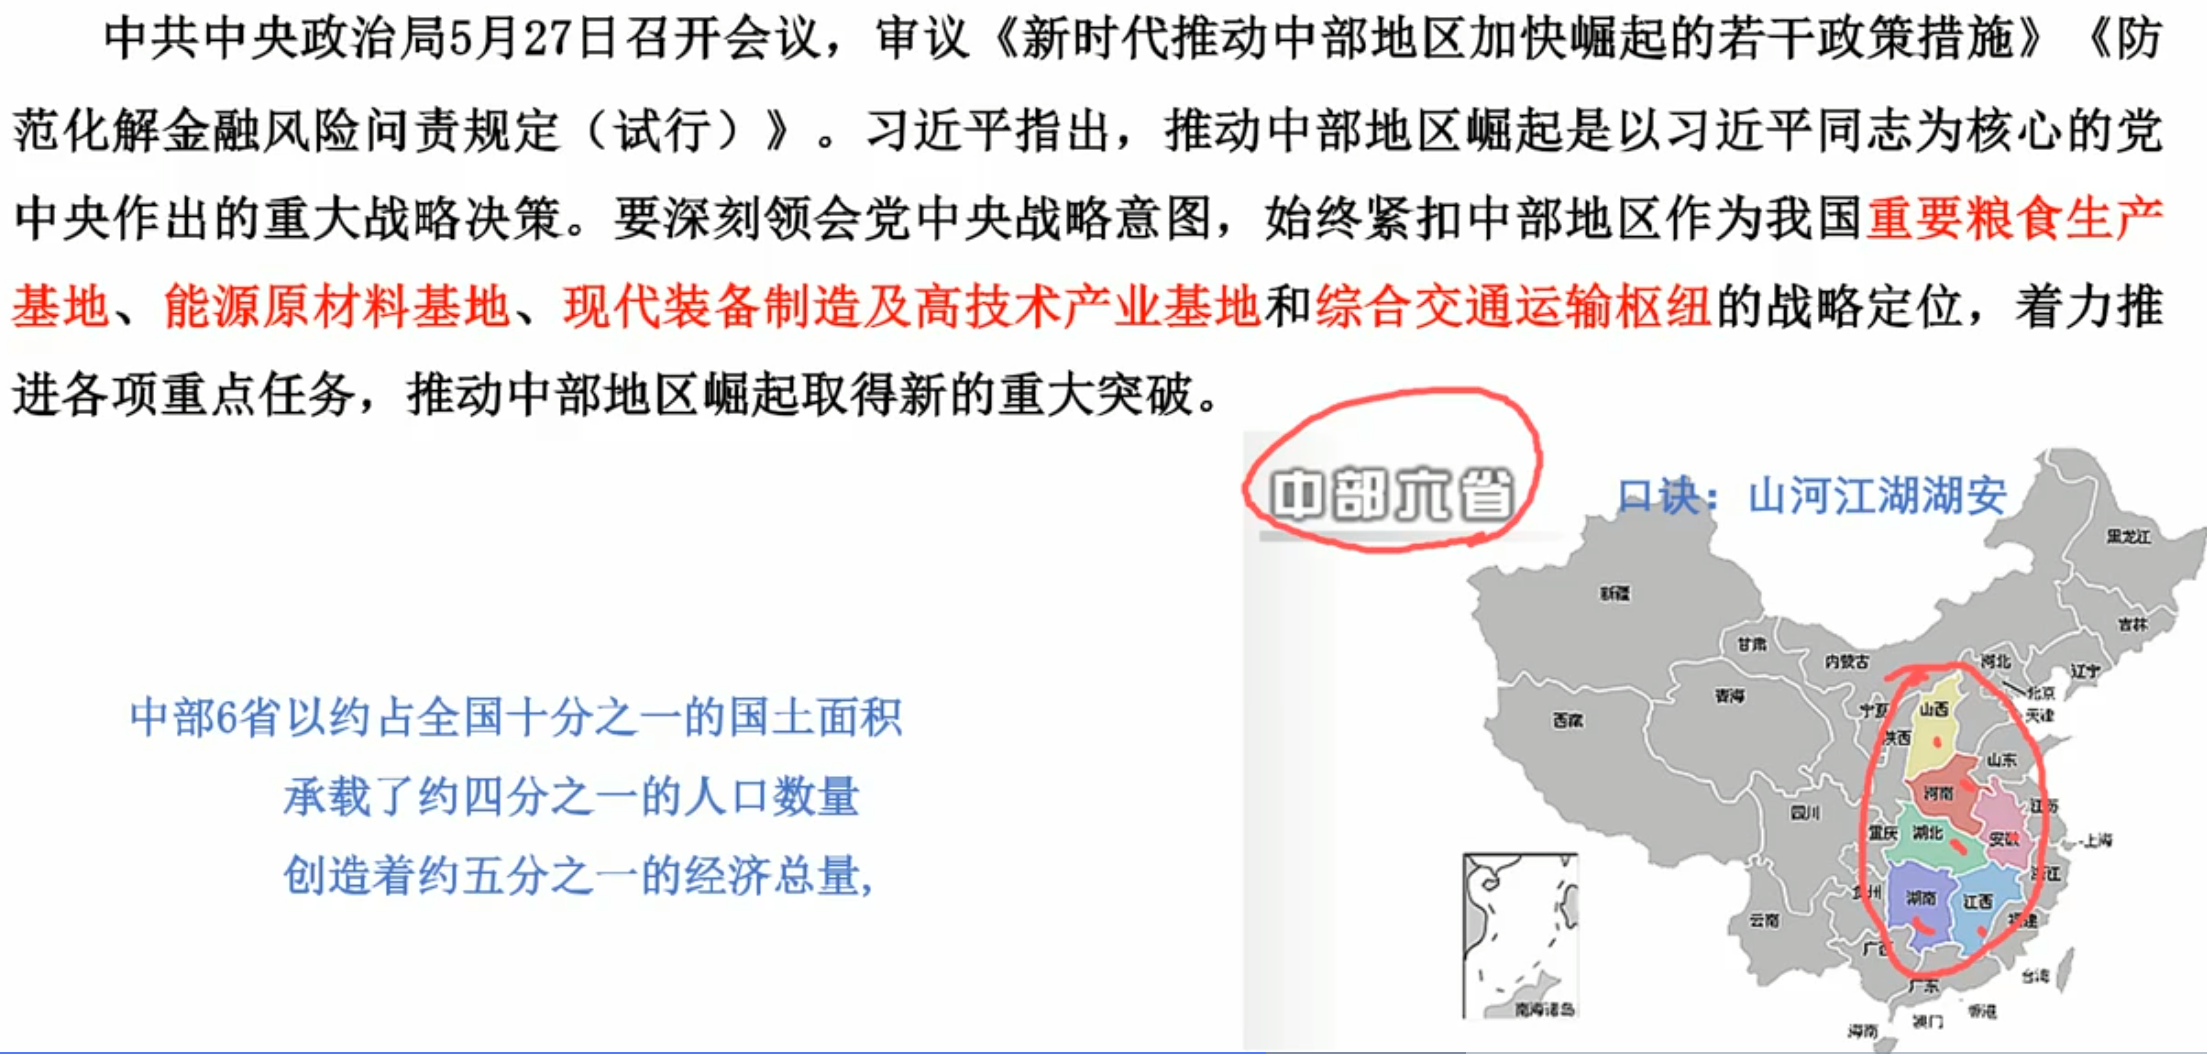 中共中央政治局5月27日召开会议，审议《新时代推动中部地区加快崛起的若干政策措施》《防
范化解金融风险问责规定（试行）》。习近平指出，推动中部地区崛起是以习近平同志为核心的党
中央作出的重大战略决策。要深刻领会党中央战略意图，始终紧扣中部地区作为我国重要粮食生产
基地、能源原材料基地、现代装备制造及高技术产业基地和综合交通运输枢纽的战略定位，着力推
进各项重点任务，推动中部地区崛起取得新的重大突破。
中部六省
口诀：山河江湖湖安
中部6省以约占全国十分之一的国土面积
承载了约四分之一的人口数量
创造着约五分之一的经济总量,
黑龙江
新疆
吉林
甘肃
内蒙古
河北
辽宁
青海
北京
西藏
宁夏
山西
天津
陕西
山东
河南
四川
江苏
重庆
湖北
安徽
上海
浙江
贵州
湖南
江西
云南
福建
广西
台湾
广东
南海诸岛
香港
澳门
海南